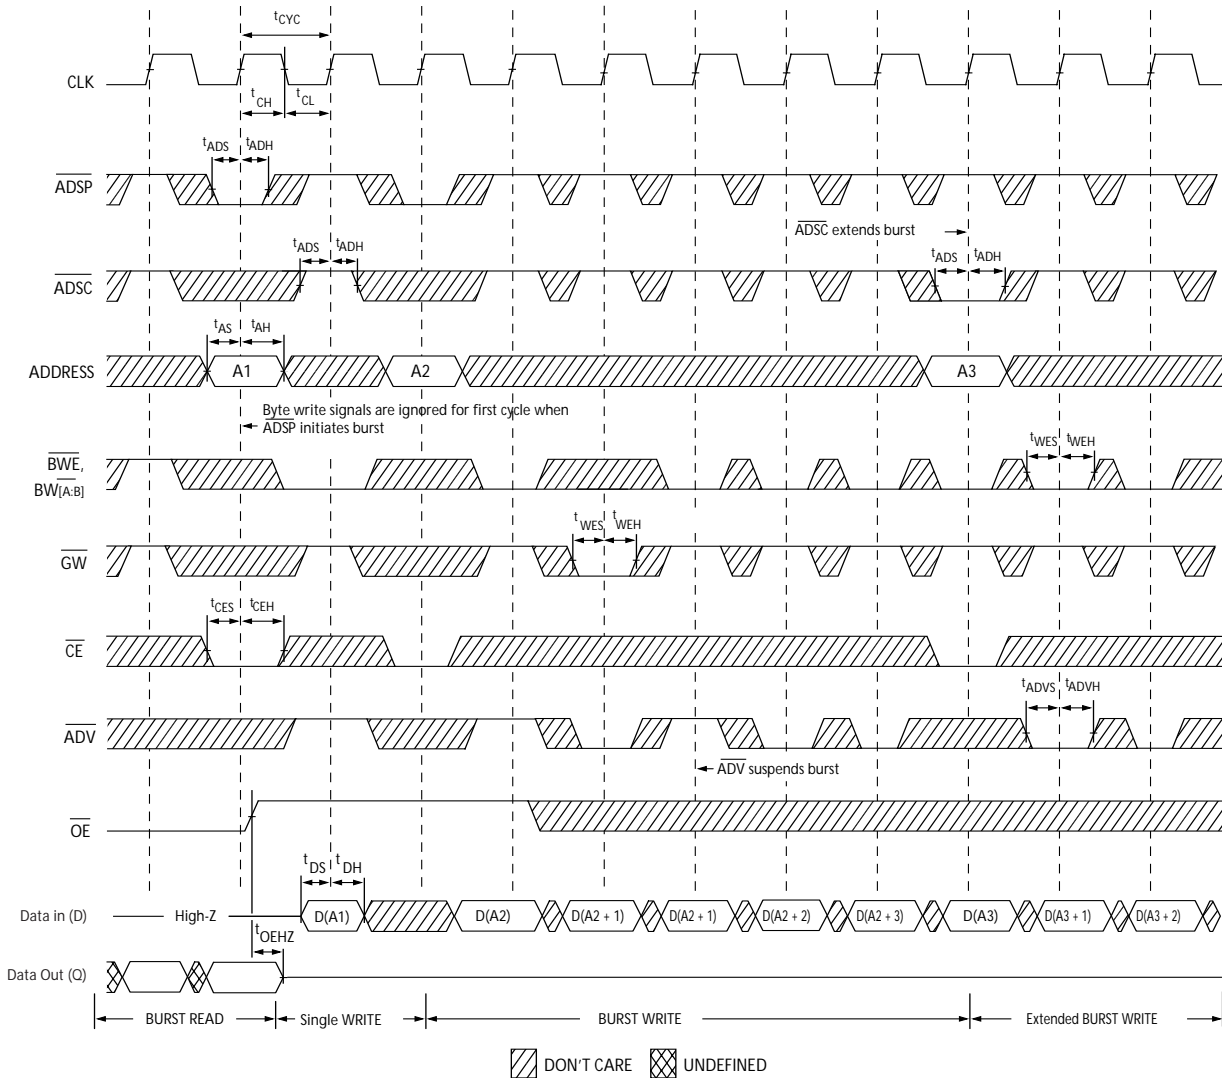 tCYC
CLK
tCH
tCL
tADS
tADH
ADSP
ADSC extends burst
tADS
tADH
tADS
tADH
ADSC
tAS
tAH
ADDRESS
A1
A2
A3
Byte write signals are ignored for first cycle when
ADSP initiates burst
BWE,
BW[A:B]
tWES
tWEH
tWES
tWEH
GW
tCES
tCEH
CE
tADVS
tADVH
ADV
ADV suspends burst
OE
tDS
tDH
Data in (D)
High-Z
D(A1)
D(A2)
D(A2 + 1)
D(A2 + 1)
D(A2 + 2)
D(A2 + 3)
D(A3)
D(A3 + 1)
D(A3 + 2)
tOEHZ
Data Out (Q)
BURST READ
Single WRITE
BURST WRITE
Extended BURST WRITE
DON'T CARE
UNDEFINED